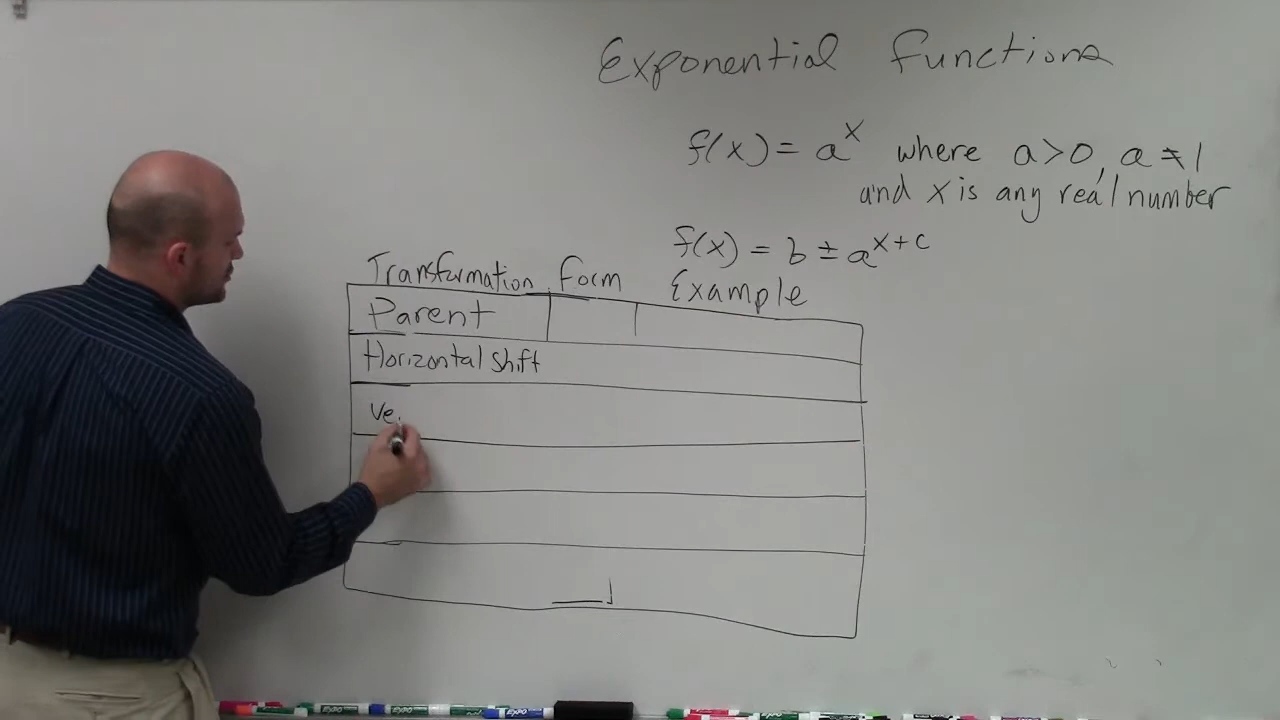 Exponential Functions
f(x) = a^x where a>0, a ≠ 1
and x is any real number
f(x) = b ± a^{x+c}
Transformation Form Example
Parent
Horizontal shift
Ve